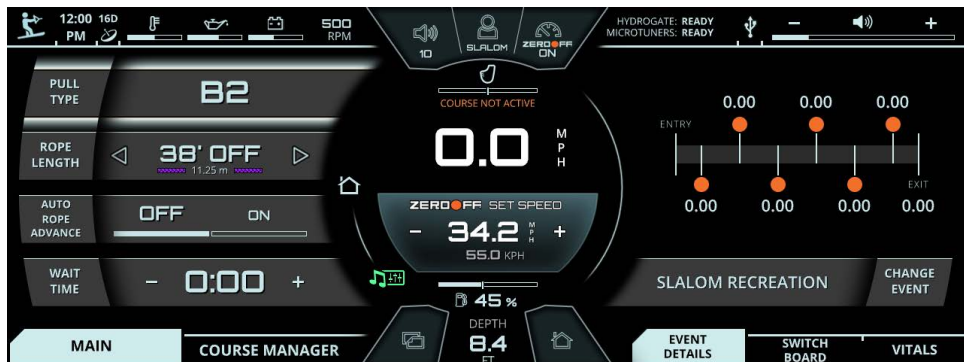 12:00
PM
16D
500
RPM
10
SLALOM
ZEROOFF
ON
HYDROGATE: READY
MICROTUNERS: READY
-
+
PULL
TYPE
B2
ROPE
LENGTH
38' OFF
11.25 m
AUTO
ROPE
ADVANCE
OFF ON
WAIT
TIME
- 0:00 +
COURSE NOT ACTIVE
0.0
M
P
H
ZEROOFF SET SPEED
- 34.2 MPH +
55.0 KPH
45 %
DEPTH
8.4
FT
0.00 0.00 0.00
ENTRY
EXIT
0.00 0.00 0.00 0.00
SLALOM RECREATION
CHANGE
EVENT
MAIN
COURSE MANAGER
EVENT
DETAILS
SWITCH
BOARD
VITALS